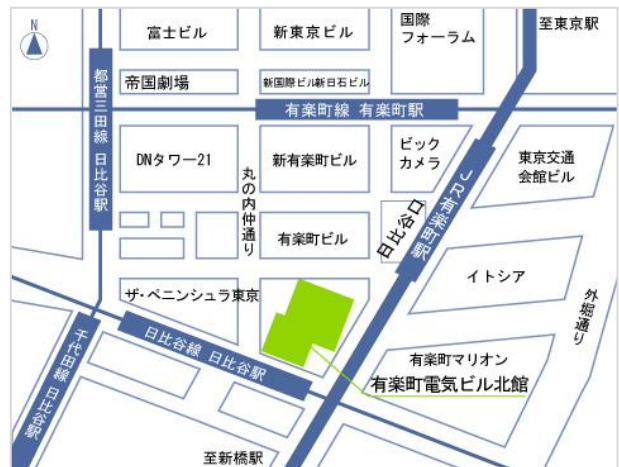 N
富士ビル
新東京ビル
国際
フォーラム
至東京駅
帝国劇場
新国際ビル新日石ビル
都営三田線 日比谷駅
有楽町線 有楽町駅
DNタワー21
新有楽町ビル
ビック
カメラ
東京交通
会館ビル
丸の内仲通り
JR有楽町駅
日比谷口
有楽町ビル
イトシア
外堀通り
ザ・ペニンシュラ東京
日比谷線 日比谷駅
千代田線 日比谷駅
有楽町マリオン
有楽町電気ビル北館
至新橋駅